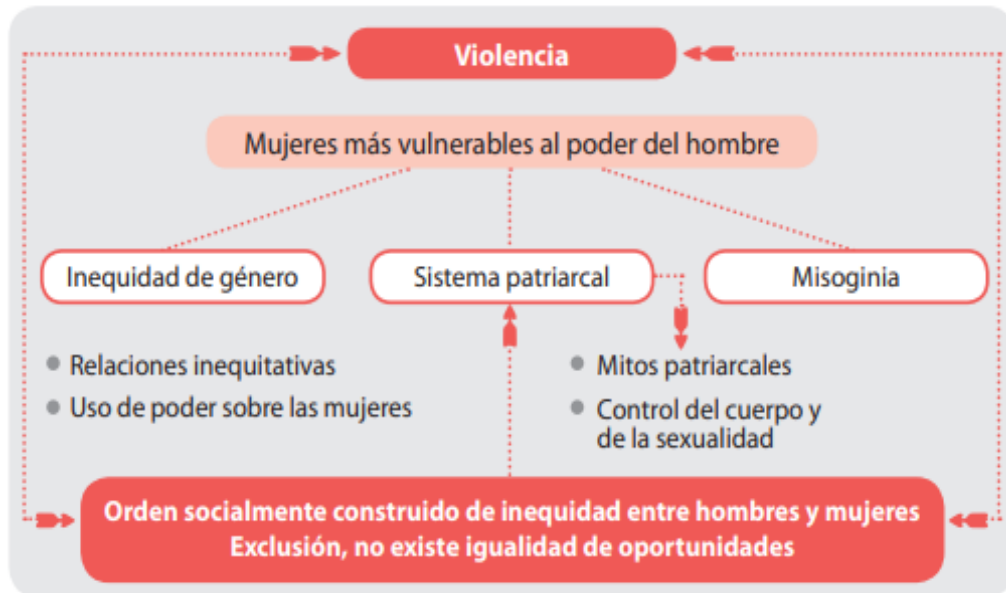 Violencia
Mujeres más vulnerables al poder del hombre
Inequidad de género
Sistema patriarcal
Misoginia
Relaciones inequitativas
Uso de poder sobre las mujeres
Mitos patriarcales
Control del cuerpo y
de la sexualidad
Orden socialmente construido de inequidad entre hombres y mujeres
Exclusión, no existe igualdad de oportunidades